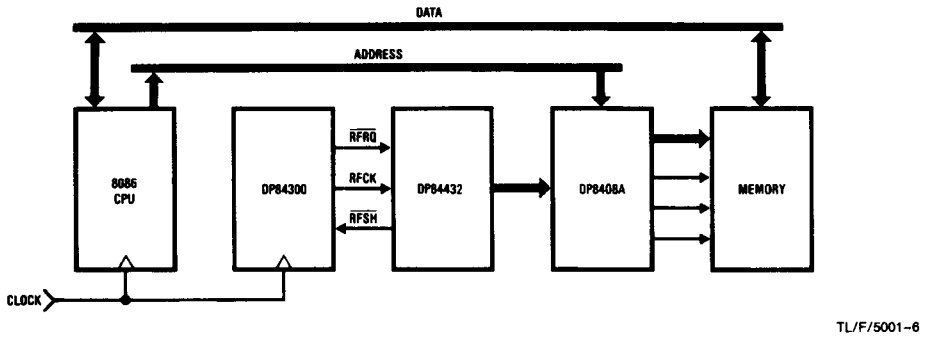 DATA
ADDRESS
8086
CPU
DP84300
RFRQ
RFCK
RFSH
DP84432
DP8408A
MEMORY
CLOCK
TL/F/5001-6